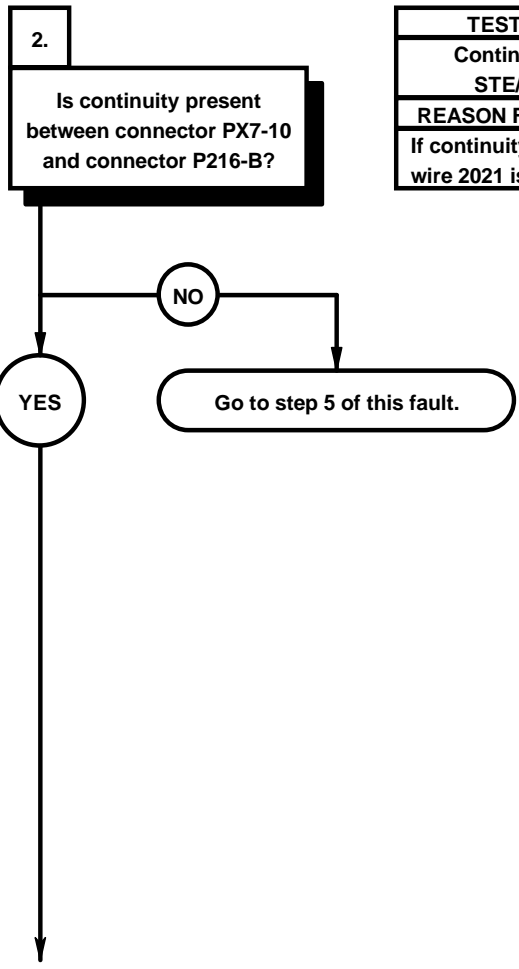 2.
Is continuity present
between connector PX7-10
and connector P216-B?
TEST
Contin
STE/
REASON F
If continuity
wire 2021 is
NO
YES
Go to step 5 of this fault.